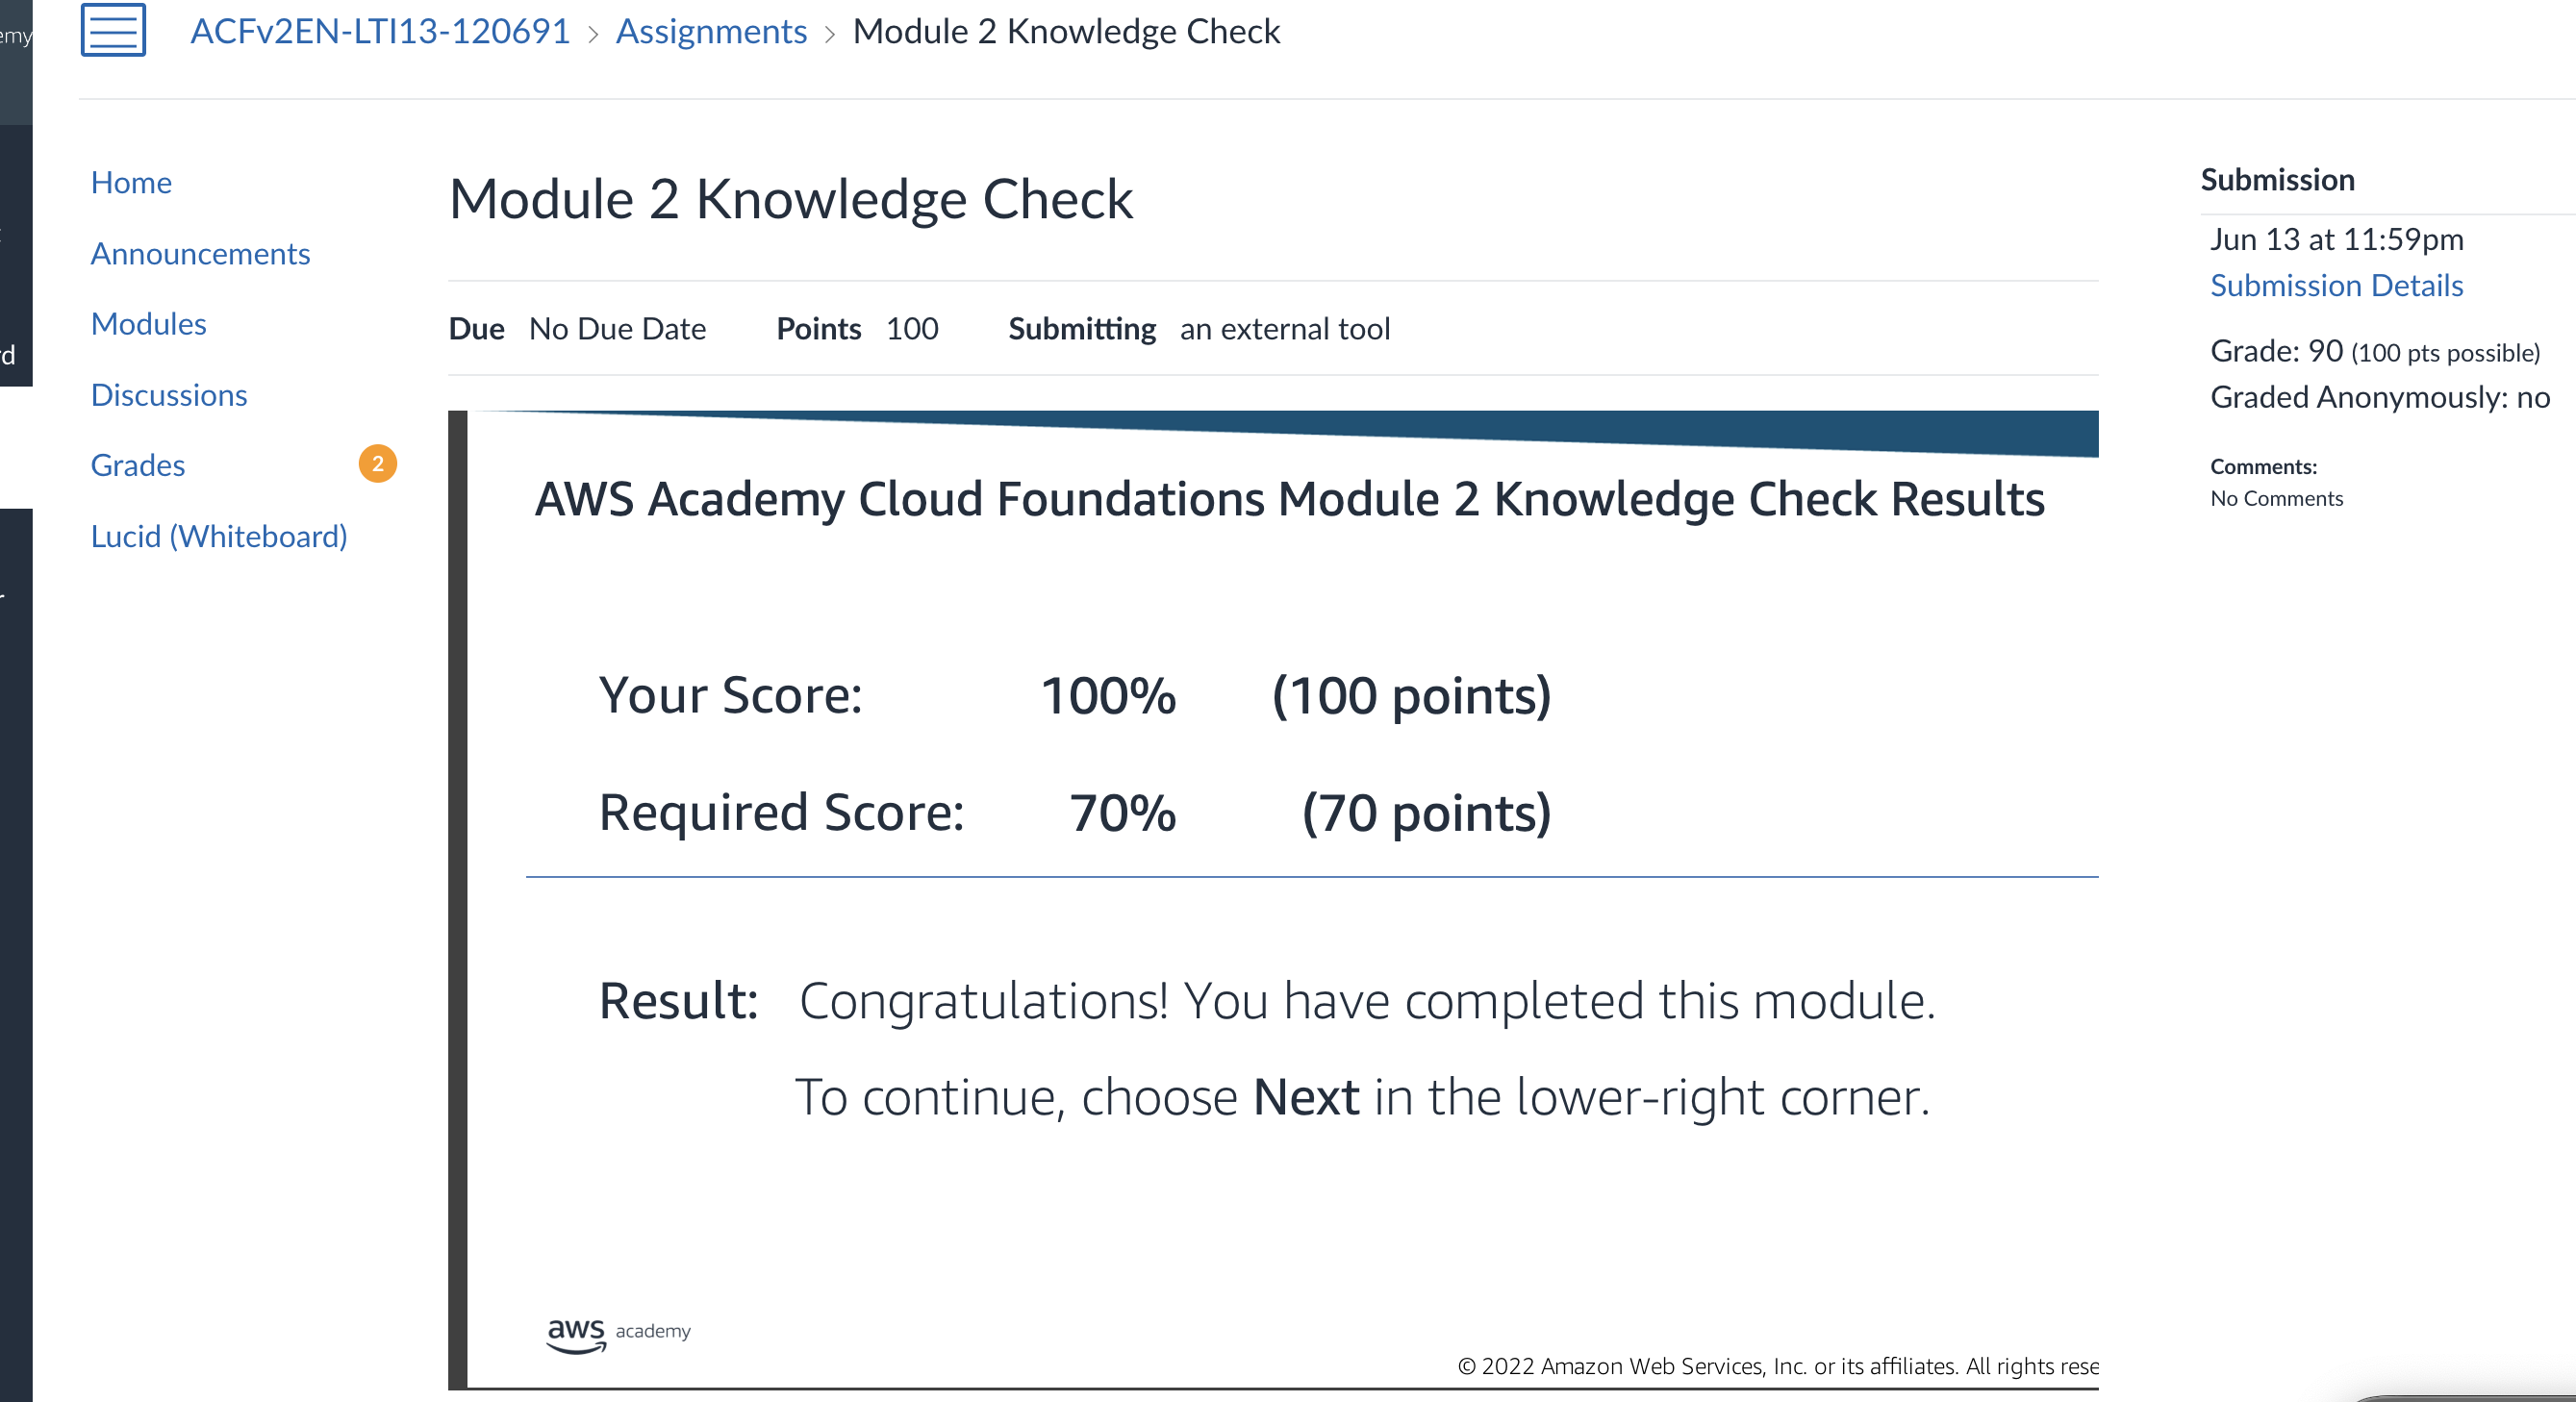 emy
ACFv2EN-LTI13-120691 > Assignments > Module 2 Knowledge Check
Home
Announcements
Modules
rd
Discussions
Grades
2
Lucid (Whiteboard)
Module 2 Knowledge Check
Due No Due Date Points 100 Submitting an external tool
AWS Academy Cloud Foundations Module 2 Knowledge Check Results
Your Score: 100% (100 points)
Required Score: 70% (70 points)
Result: Congratulations! You have completed this module.
To continue, choose Next in the lower-right corner.
aws academy
© 2022 Amazon Web Services, Inc. or its affiliates. All rights rese
Submission
Jun 13 at 11:59pm
Submission Details
Grade: 90 (100 pts possible)
Graded Anonymously: no
Comments:
No Comments